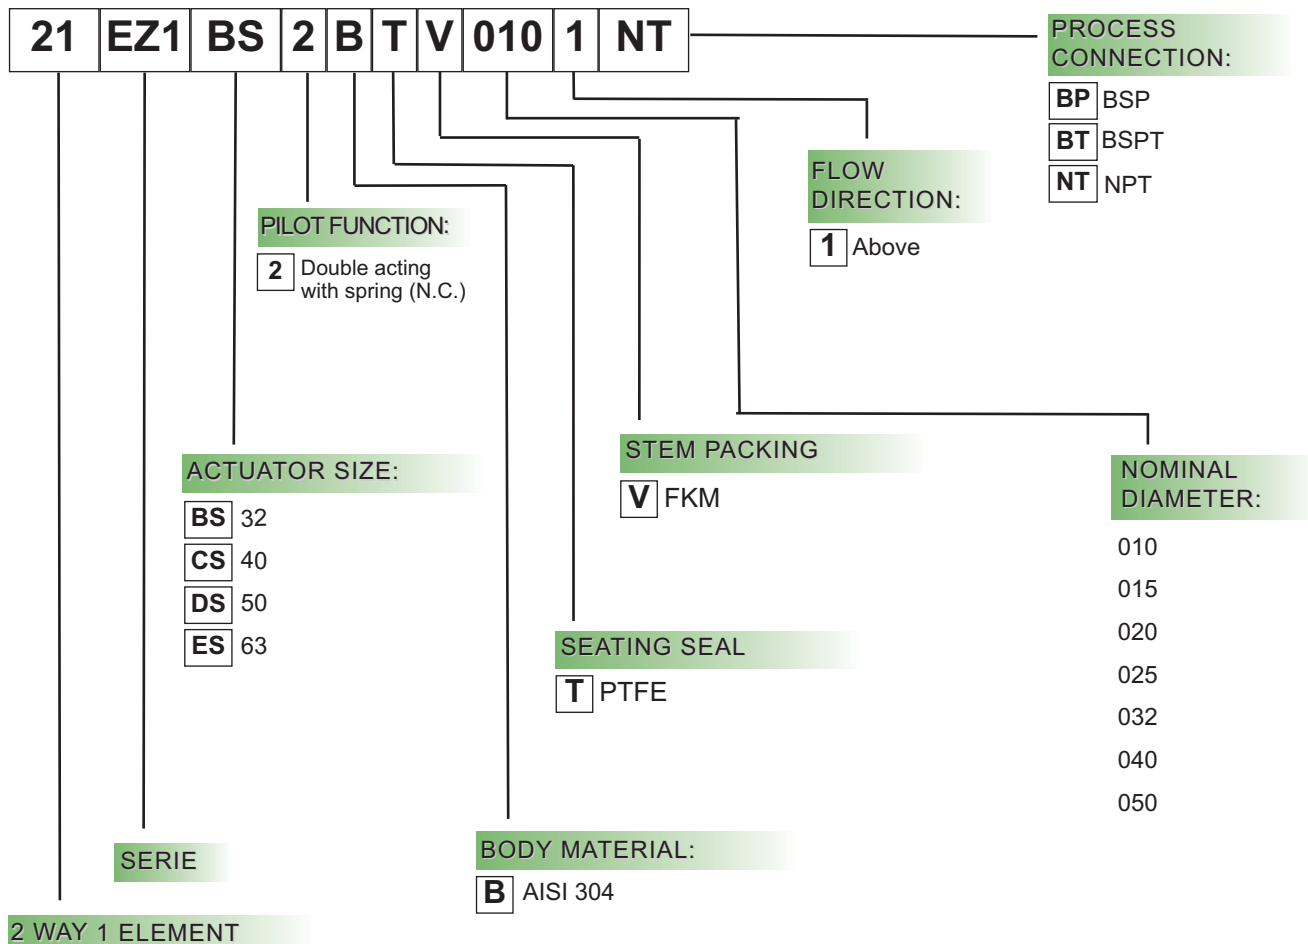 21 EZ1 BS 2 B T V 010 1 NT
PROCESS
CONNECTION:
BP BSP
BT BSPT
NT NPT
FLOW
DIRECTION:
1 Above
PILOT FUNCTION:
2 Double acting
with spring (N.C.)
ACTUATOR SIZE:
BS 32
CS 40
DS 50
ES 63
STEM PACKING
V FKM
NOMINAL
DIAMETER:
010
015
020
025
032
040
050
SEATING SEAL
T PTFE
SERIE
BODY MATERIAL:
B AISI 304
2 WAY 1 ELEMENT